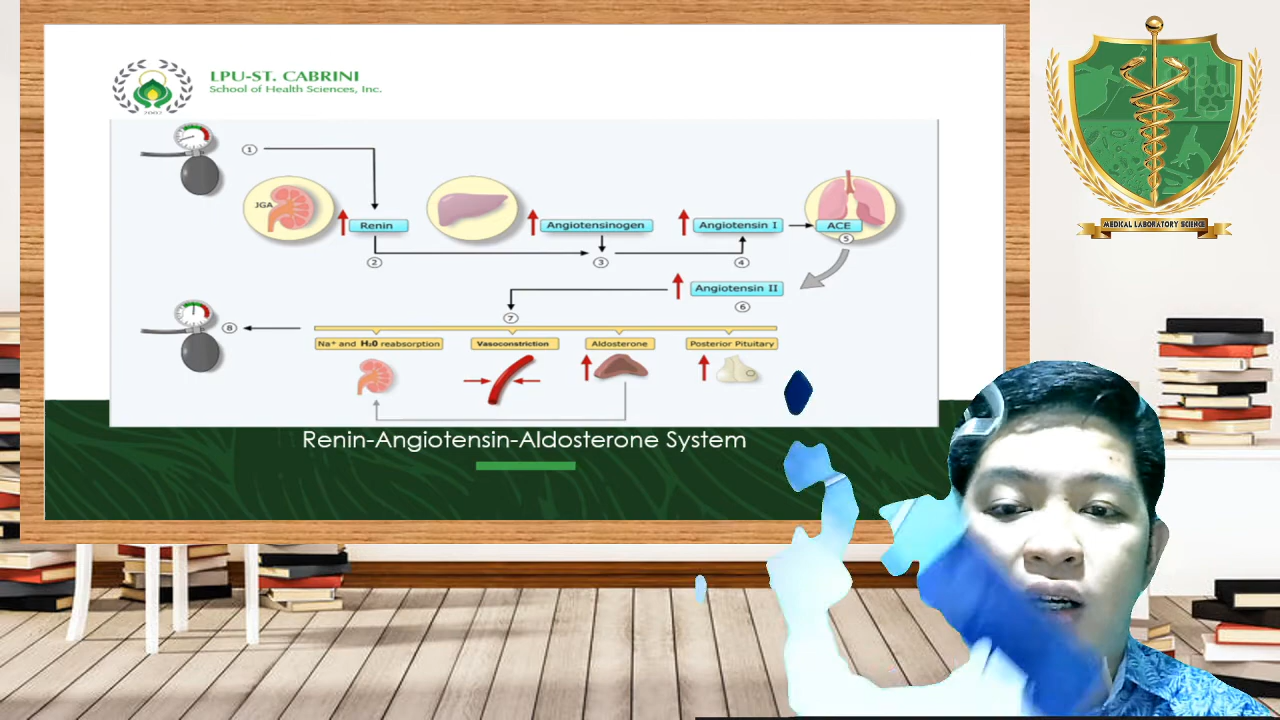 LPU-ST. CABRINI
School of Health Sciences, Inc.
2002
1
JGA
Renin
Angiotensinogen
Angiotensin I
ACE
5
2
3
4
Angiotensin II
6
7
8
Na⁺ and H₂0 reabsorption
Vasoconstriction
Aldosterone
Posterior Pituitary
Renin-Angiotensin-Aldosterone System
MEDICAL LABORATORY SCIENCE